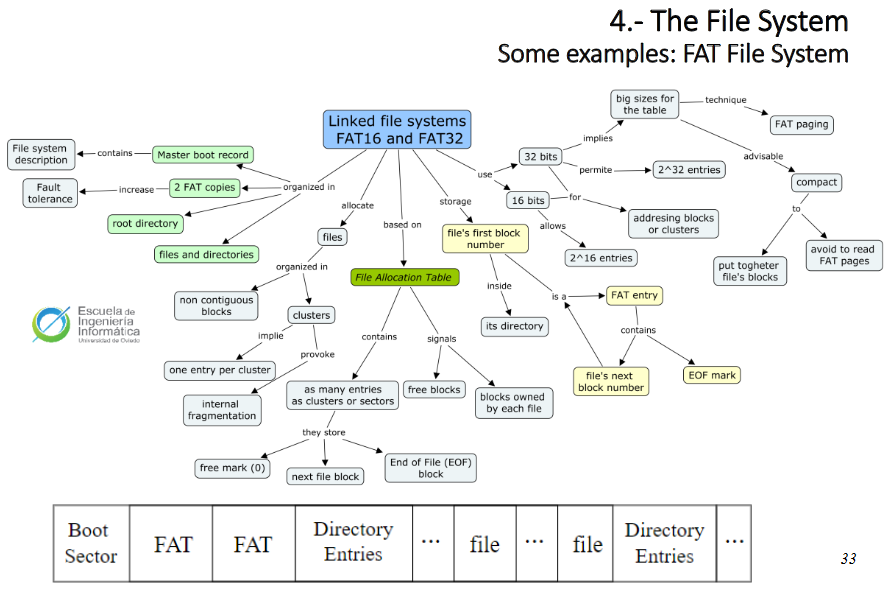 4.- The File System
Some examples: FAT File System
Linked file systems
FAT16 and FAT32
File system
description
contains
Master boot record
Fault
tolerance
increase
2 FAT copies
organized in
root directory
files and directories
allocate
files
organized in
non contiguous
blocks
clusters
implie
one entry per cluster
provoke
internal
fragmentation
based on
File Allocation Table
contains
as many entries
as clusters or sectors
they store
free mark (0)
next file block
End of File (EOF)
block
signals
free blocks
blocks owned
by each file
storage
file's first block
number
inside
its directory
is a
FAT entry
contains
file's next
block number
EOF mark
use
32 bits
16 bits
implies
big sizes for
the table
technique
FAT paging
advisable
compact
to
put togheter
file's blocks
avoid to read
FAT pages
permite
2^32 entries
for
addresing blocks
or clusters
allows
2^16 entries
Escuela de
Ingeniería
Informática
Universidad de Oviedo
Boot
Sector
FAT
FAT
Directory
Entries
...
file
...
file
Directory
Entries
...
33